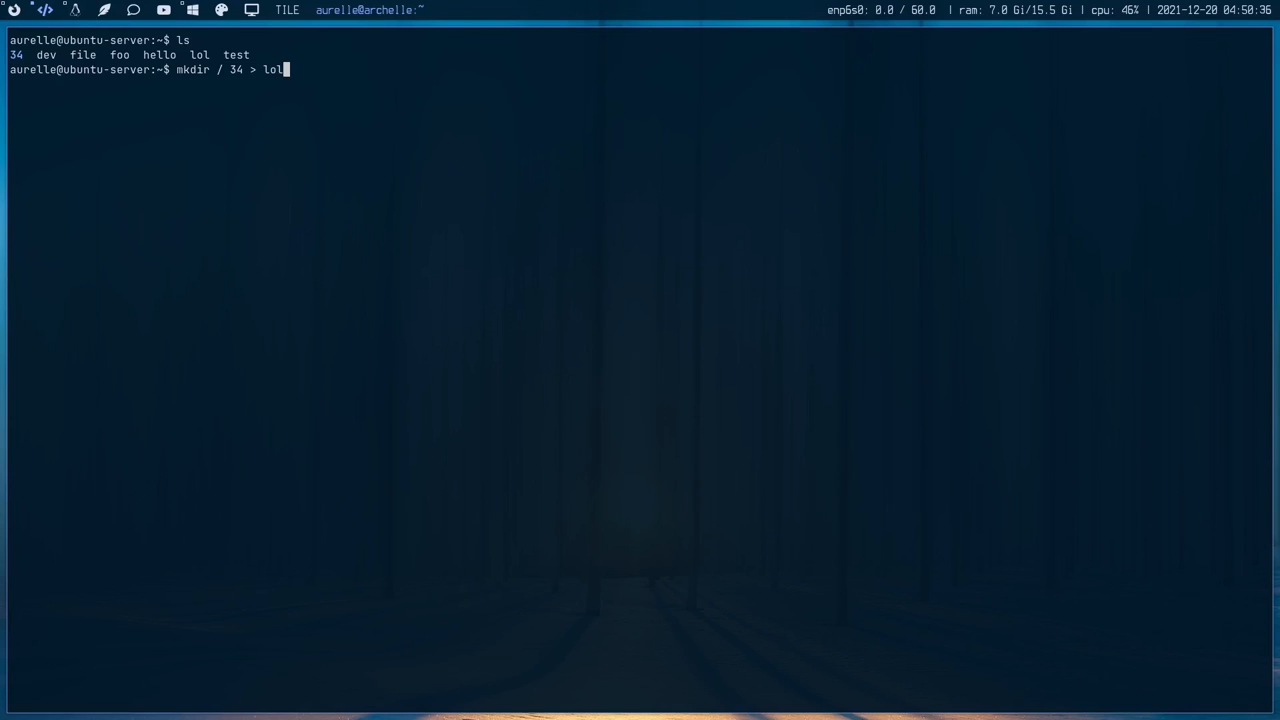 TILE aurelle@archelle:~ enp6s0: 0.0 / 60.0 | ram: 7.0 Gi/15.5 Gi | cpu: 46% | 2021-12-20 04:50:36
aurelle@ubuntu-server:~$ ls
34 dev file foo hello lol test
aurelle@ubuntu-server:~$ mkdir / 34 > lol